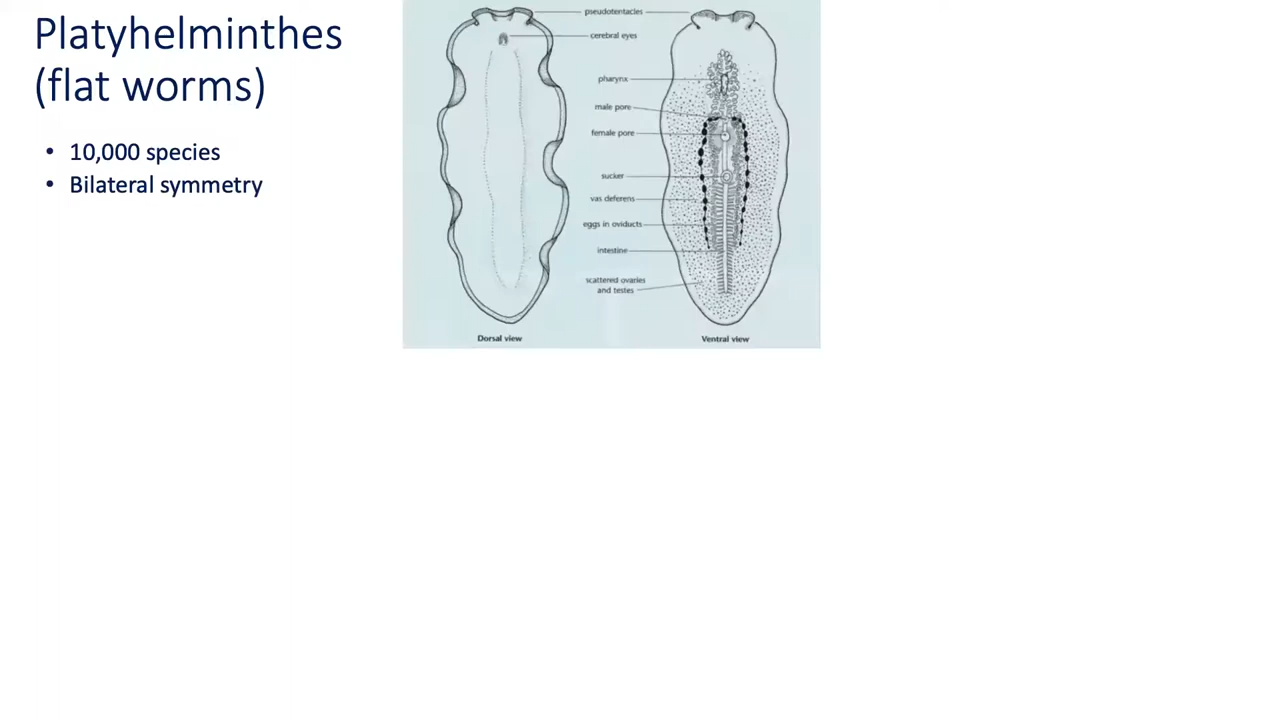 Platyhelminthes
(flat worms)
• 10,000 species
• Bilateral symmetry
pseudotentacles
cerebral eyes
pharynx
male pore
female pore
sucker
vas deferens
eggs in oviducts
intestine
scattered ovaries
and testes
Dorsal view
Ventral view